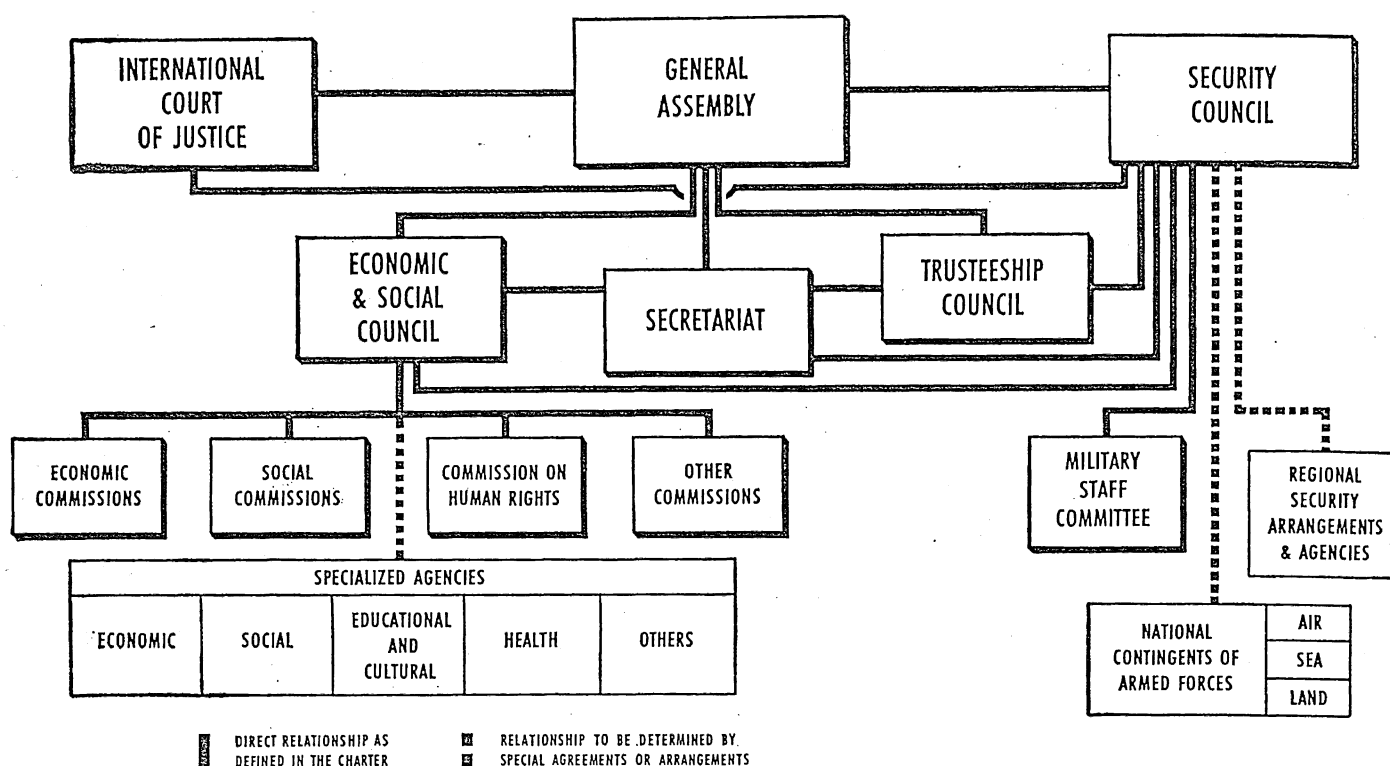 INTERNATIONAL
COURT
OF JUSTICE
GENERAL
ASSEMBLY
SECURITY
COUNCIL
ECONOMIC
& SOCIAL
COUNCIL
SECRETARIAT
TRUSTEESHIP
COUNCIL
ECONOMIC
COMMISSIONS
SOCIAL
COMMISSIONS
COMMISSION ON
HUMAN RIGHTS
OTHER
COMMISSIONS
MILITARY
STAFF
COMMITTEE
REGIONAL
SECURITY
ARRANGEMENTS
& AGENCIES
SPECIALIZED AGENCIES
ECONOMIC
SOCIAL
EDUCATIONAL
AND
CULTURAL
HEALTH
OTHERS
NATIONAL
CONTINGENTS OF
ARMED FORCES
AIR
SEA
LAND
DIRECT RELATIONSHIP AS
DEFINED IN THE CHARTER
RELATIONSHIP TO BE DETERMINED BY
SPECIAL AGREEMENTS OR ARRANGEMENTS